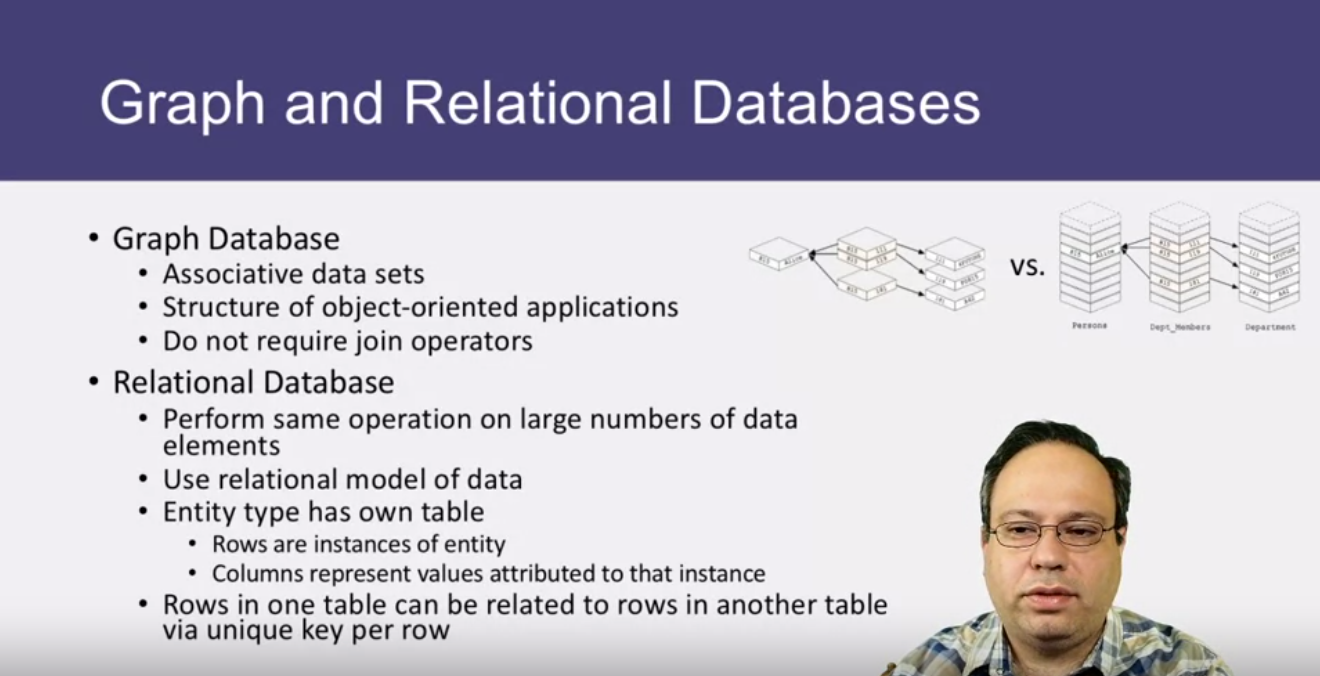 Graph and Relational Databases
• Graph Database
• Associative data sets
• Structure of object-oriented applications
• Do not require join operators
• Relational Database
• Perform same operation on large numbers of data
elements
• Use relational model of data
• Entity type has own table
• Rows are instances of entity
• Columns represent values attributed to that instance
• Rows in one table can be related to rows in another table
via unique key per row
vs.
Alice
Persons
Dept_Members
Department